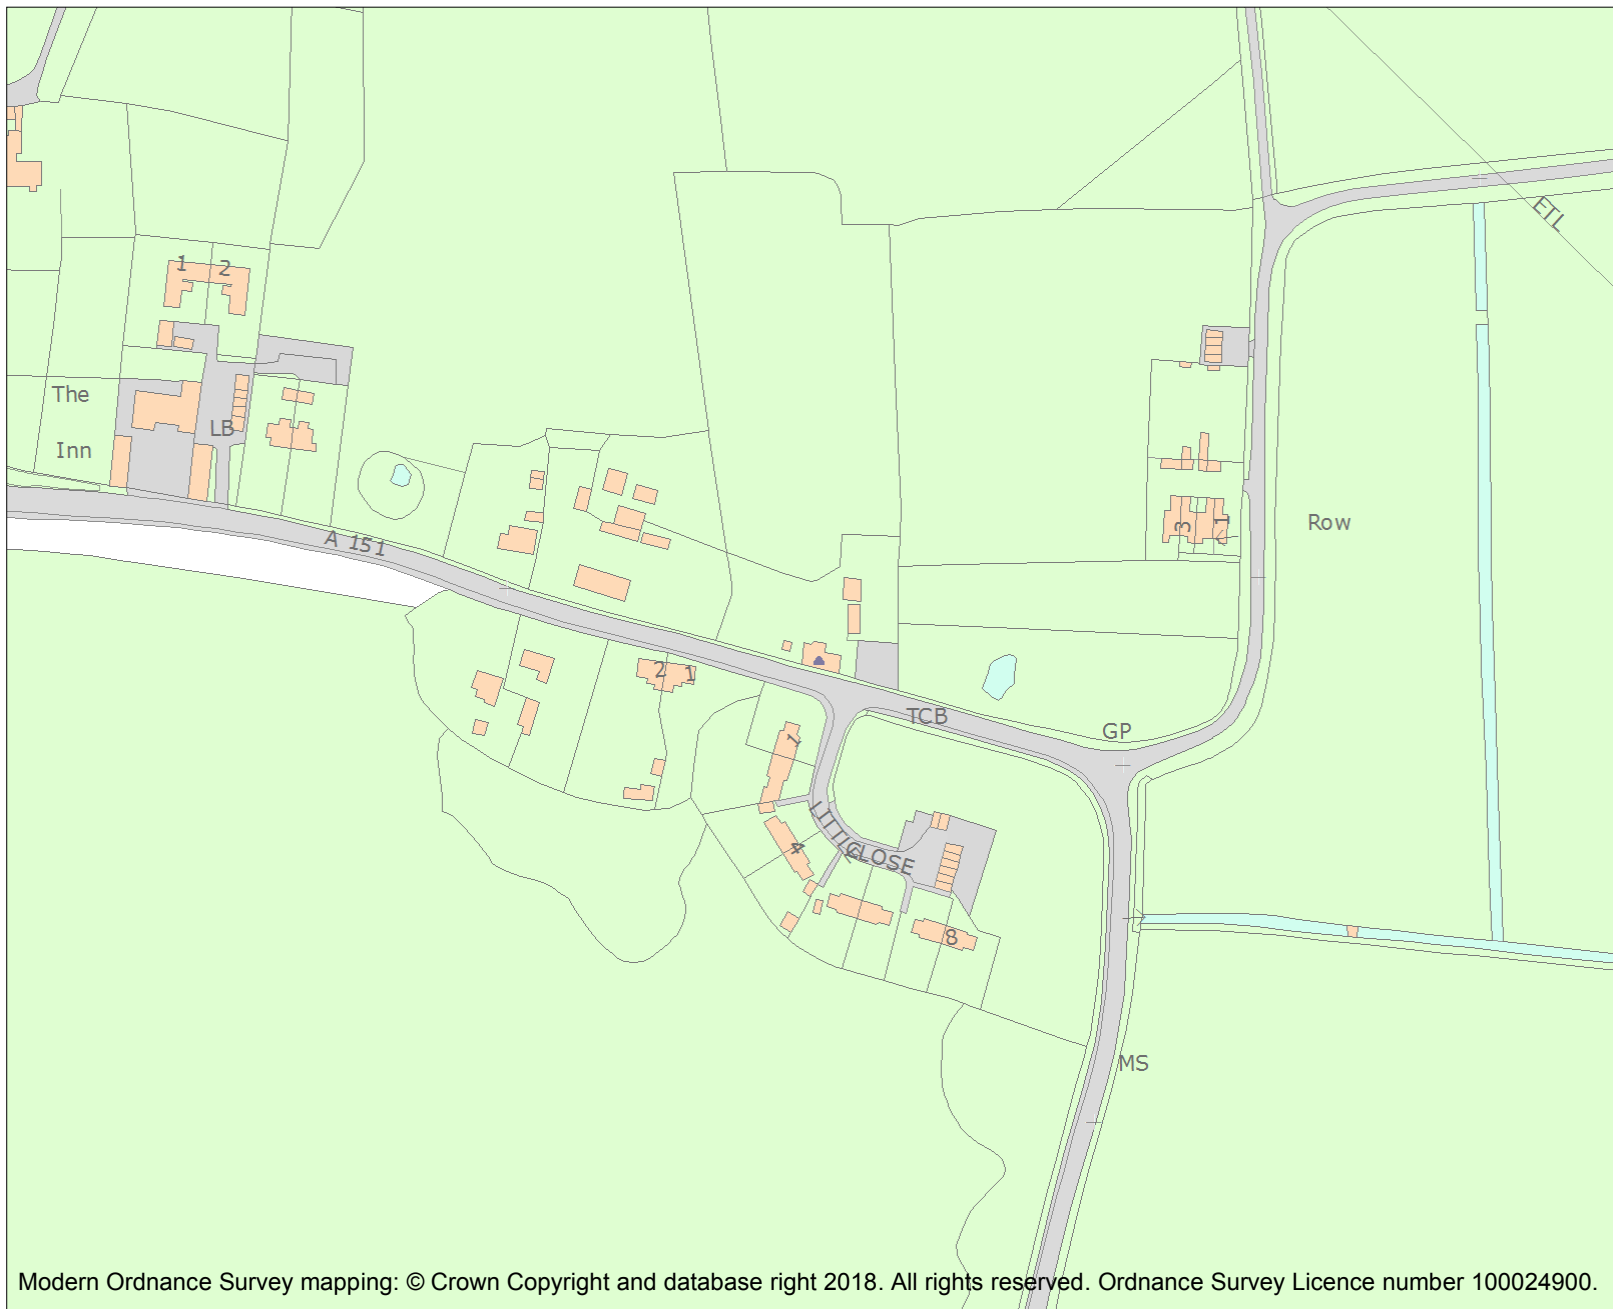 ETL
1 2
The
LB
Inn
Row
A 151
3
1
2 1
TCB
GP
1
LITTLE
CLOSE
4
8
MS
Modern Ordnance Survey mapping: © Crown Copyright and database right 2018. All rights reserved. Ordnance Survey Licence number 100024900.